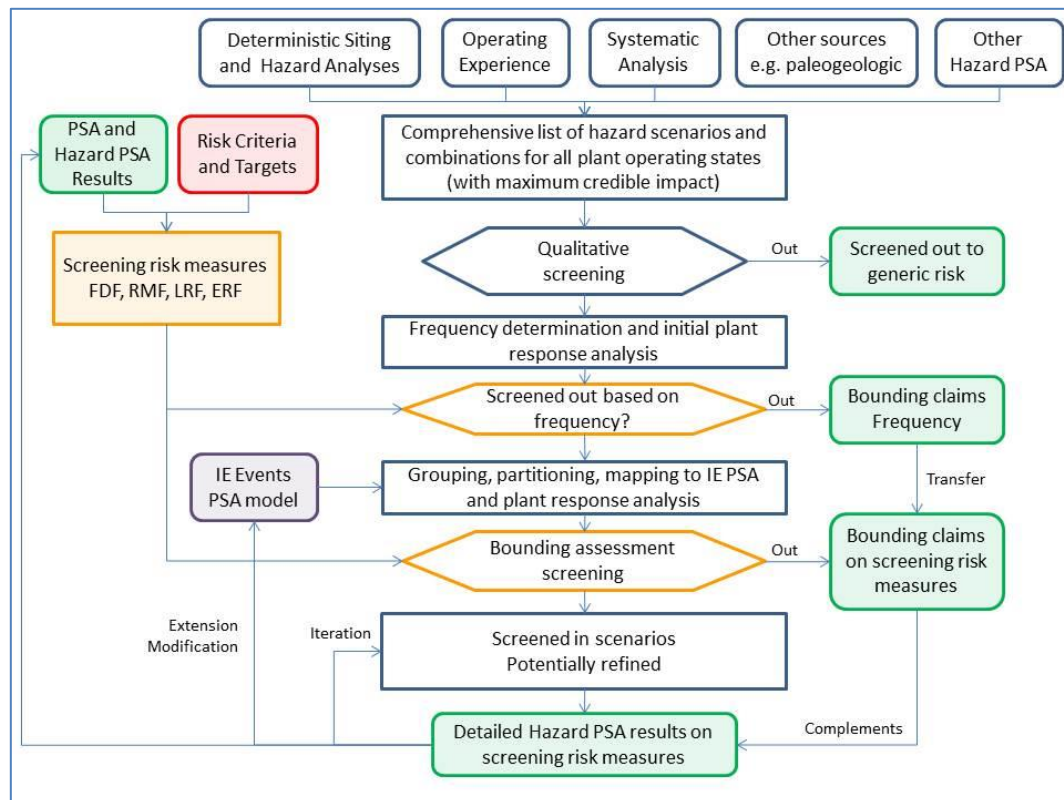 Deterministic Siting
and Hazard Analyses
Operating
Experience
Systematic
Analysis
Other sources
e.g. paleogeologic
Other
Hazard PSA
PSA and
Hazard PSA
Results
Risk Criteria
and Targets
Comprehensive list of hazard scenarios and
combinations for all plant operating states
(with maximum credible impact)
Screening risk measures
FDF, RMF, LRF, ERF
Qualitative
screening
Out
Screened out to
generic risk
Frequency determination and initial plant
response analysis
Screened out based on
frequency?
Out
Bounding claims
Frequency
IE Events
PSA model
Grouping, partitioning, mapping to IE PSA
and plant response analysis
Transfer
Bounding assessment
screening
Out
Bounding claims
on screening risk
measures
Extension
Modification
Iteration
Screened in scenarios
Potentially refined
Detailed Hazard PSA results on
screening risk measures
Complements